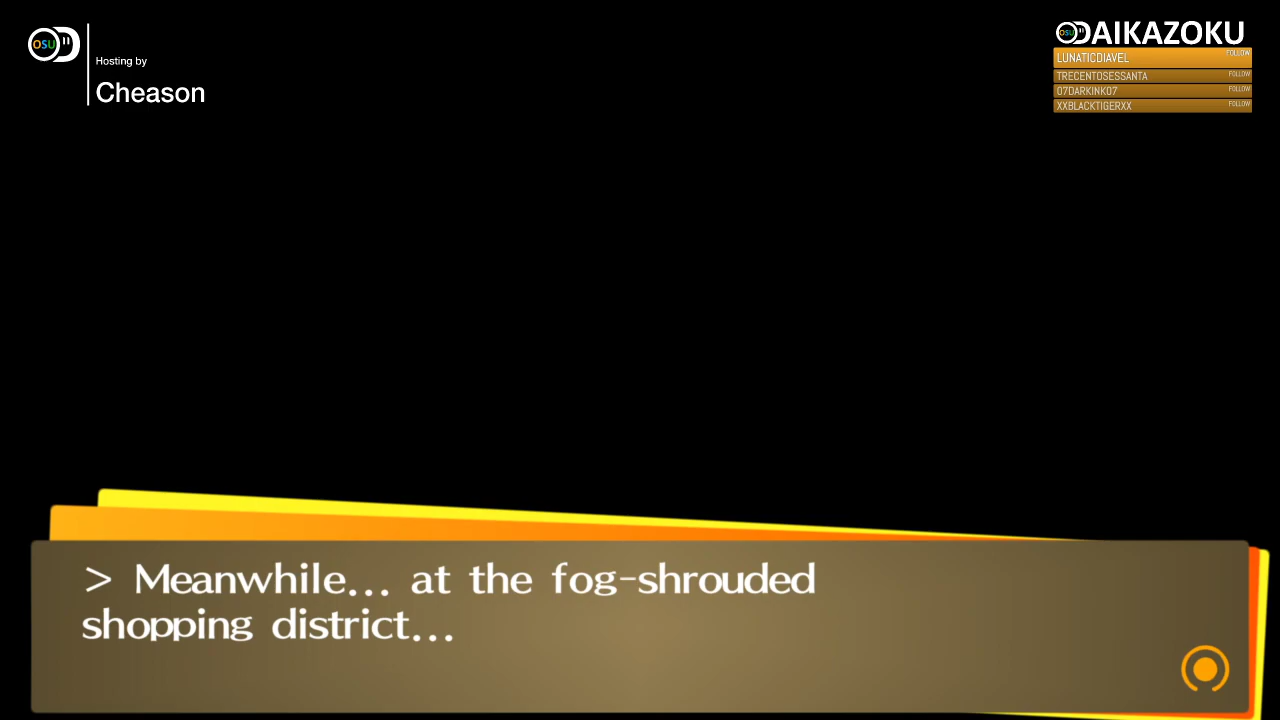 OSU
Hosting by
Cheason
OSU DAIKAZOKU
LUNATICDIAVEL FOLLOW
TRECENTOSESSANTA FOLLOW
07DARKINK07 FOLLOW
XXBLACKTIGERXX FOLLOW
> Meanwhile... at the fog-shrouded
shopping district...